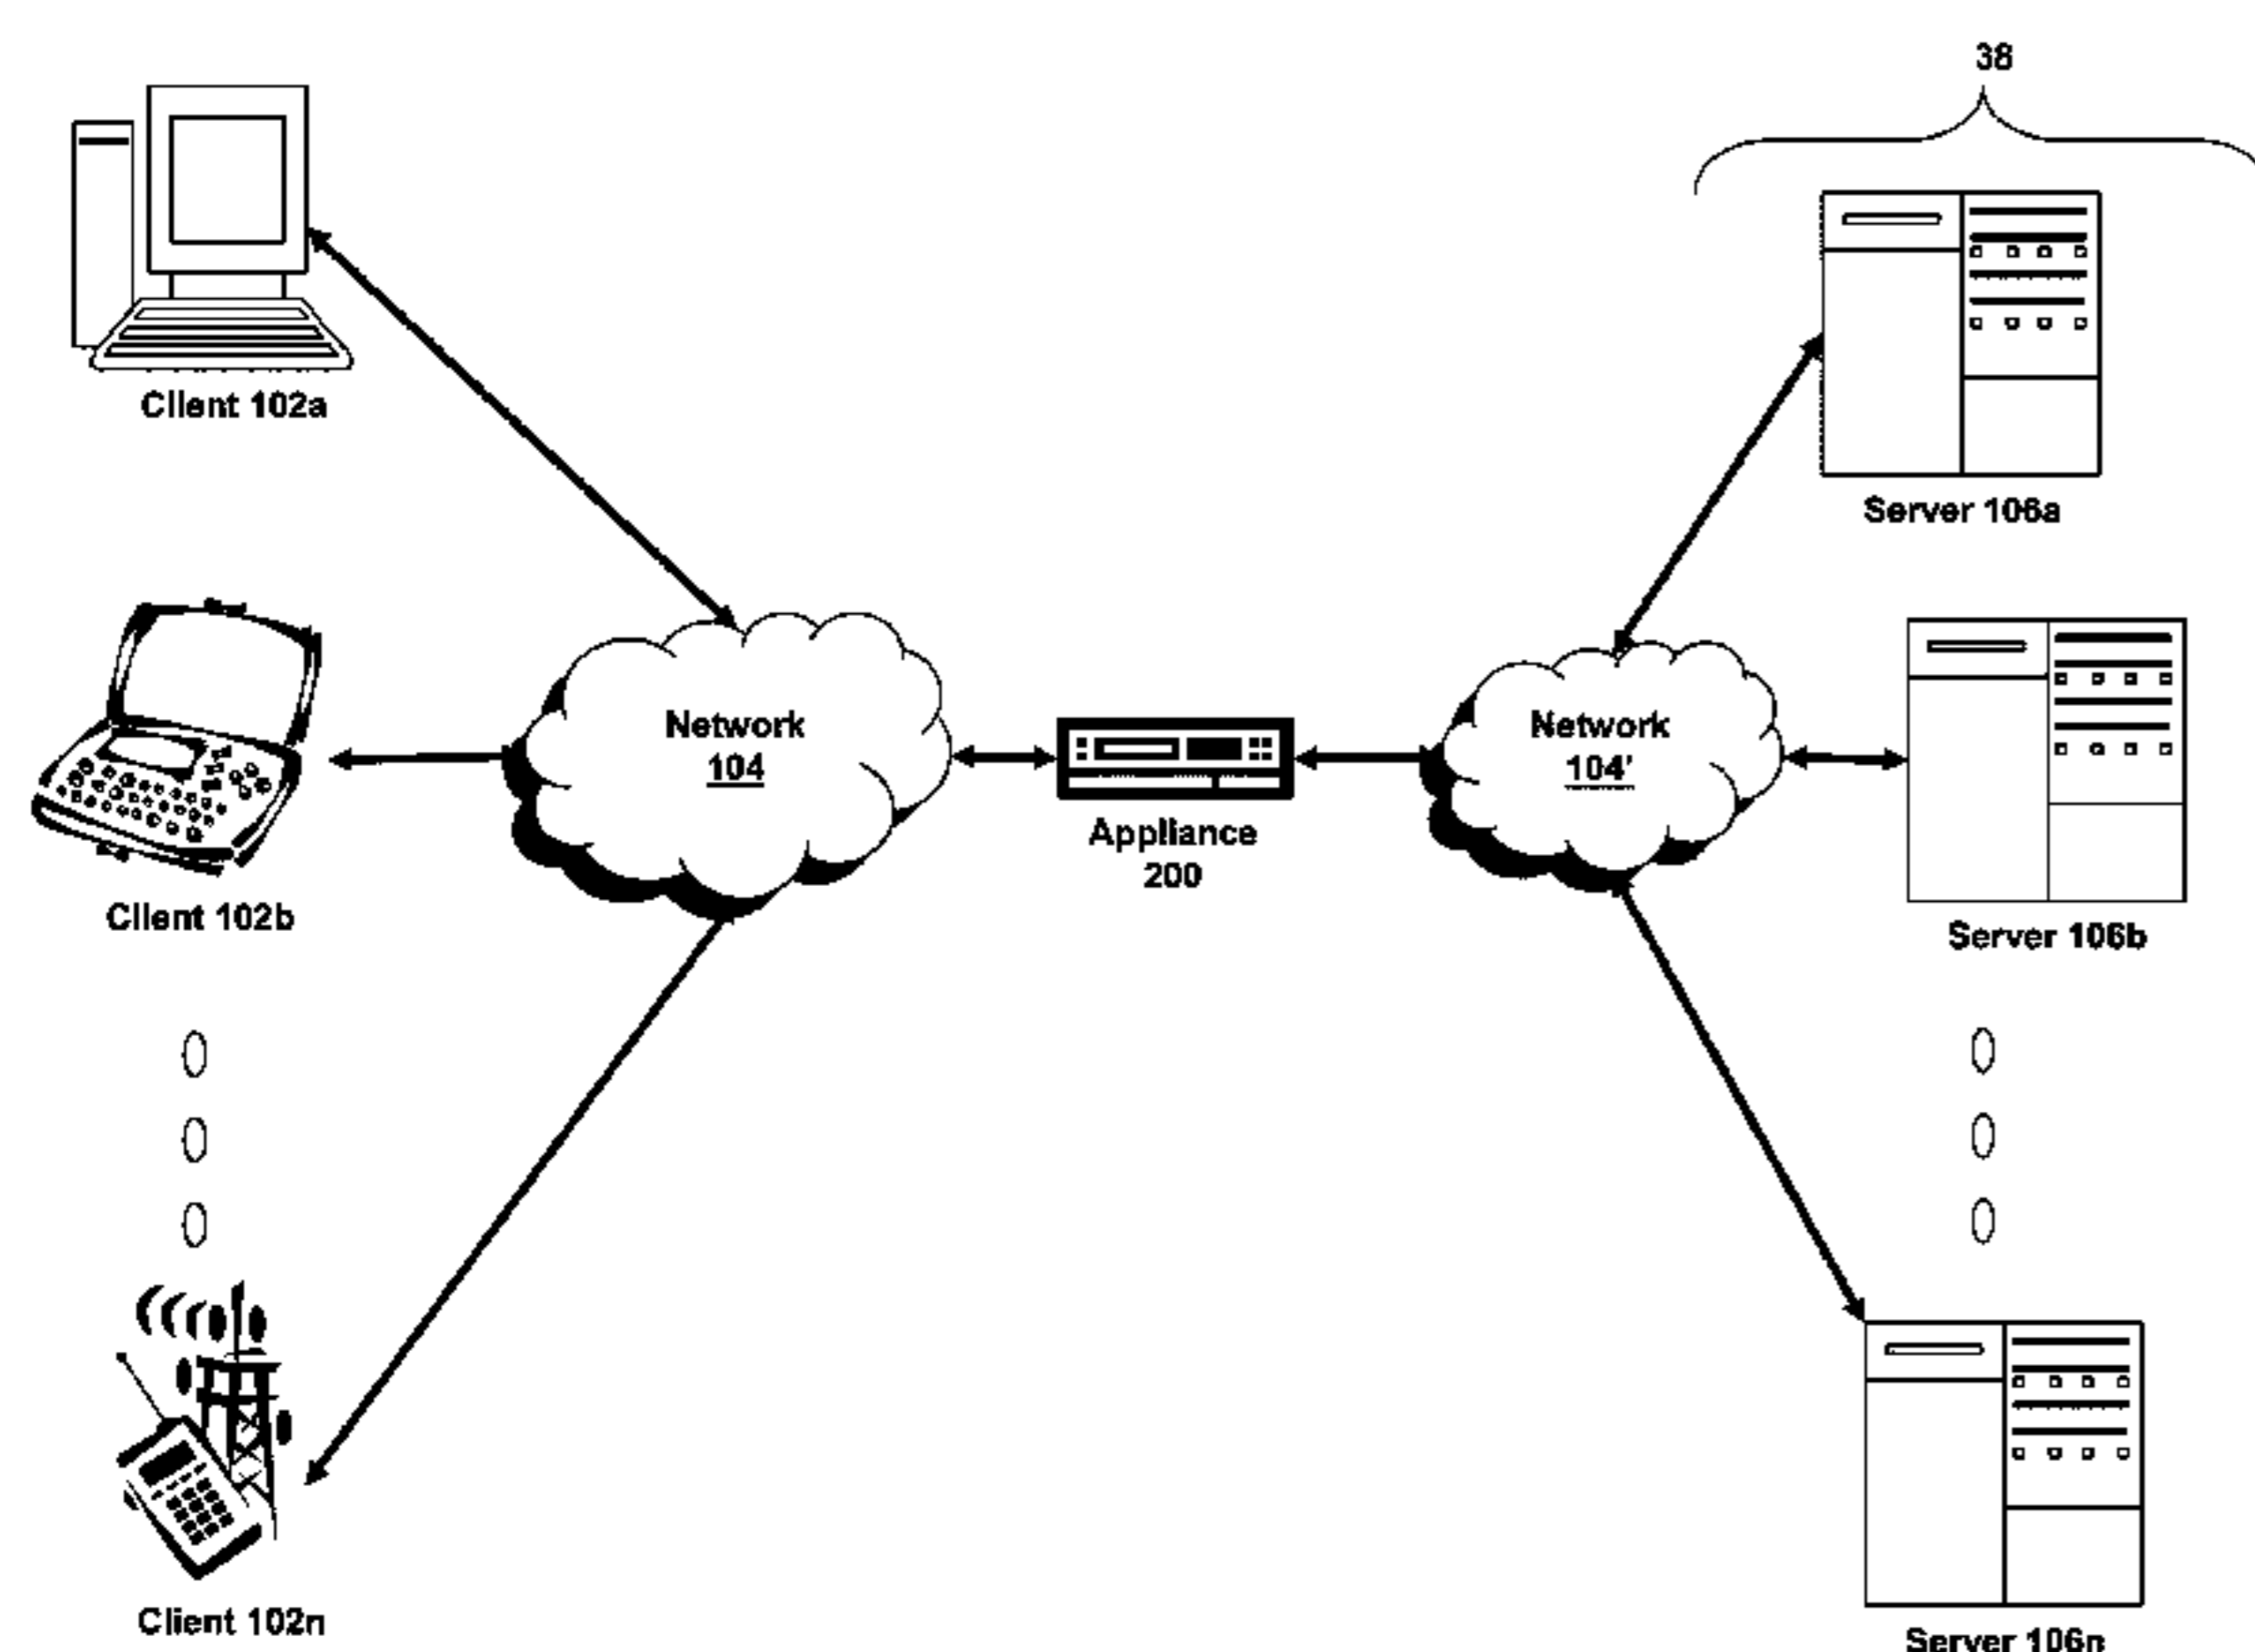 38
Client 102a
Server 106a
Network
104
Appliance
200
Network
104'
Client 102b
Server 106b
Client 102n
Server 106n